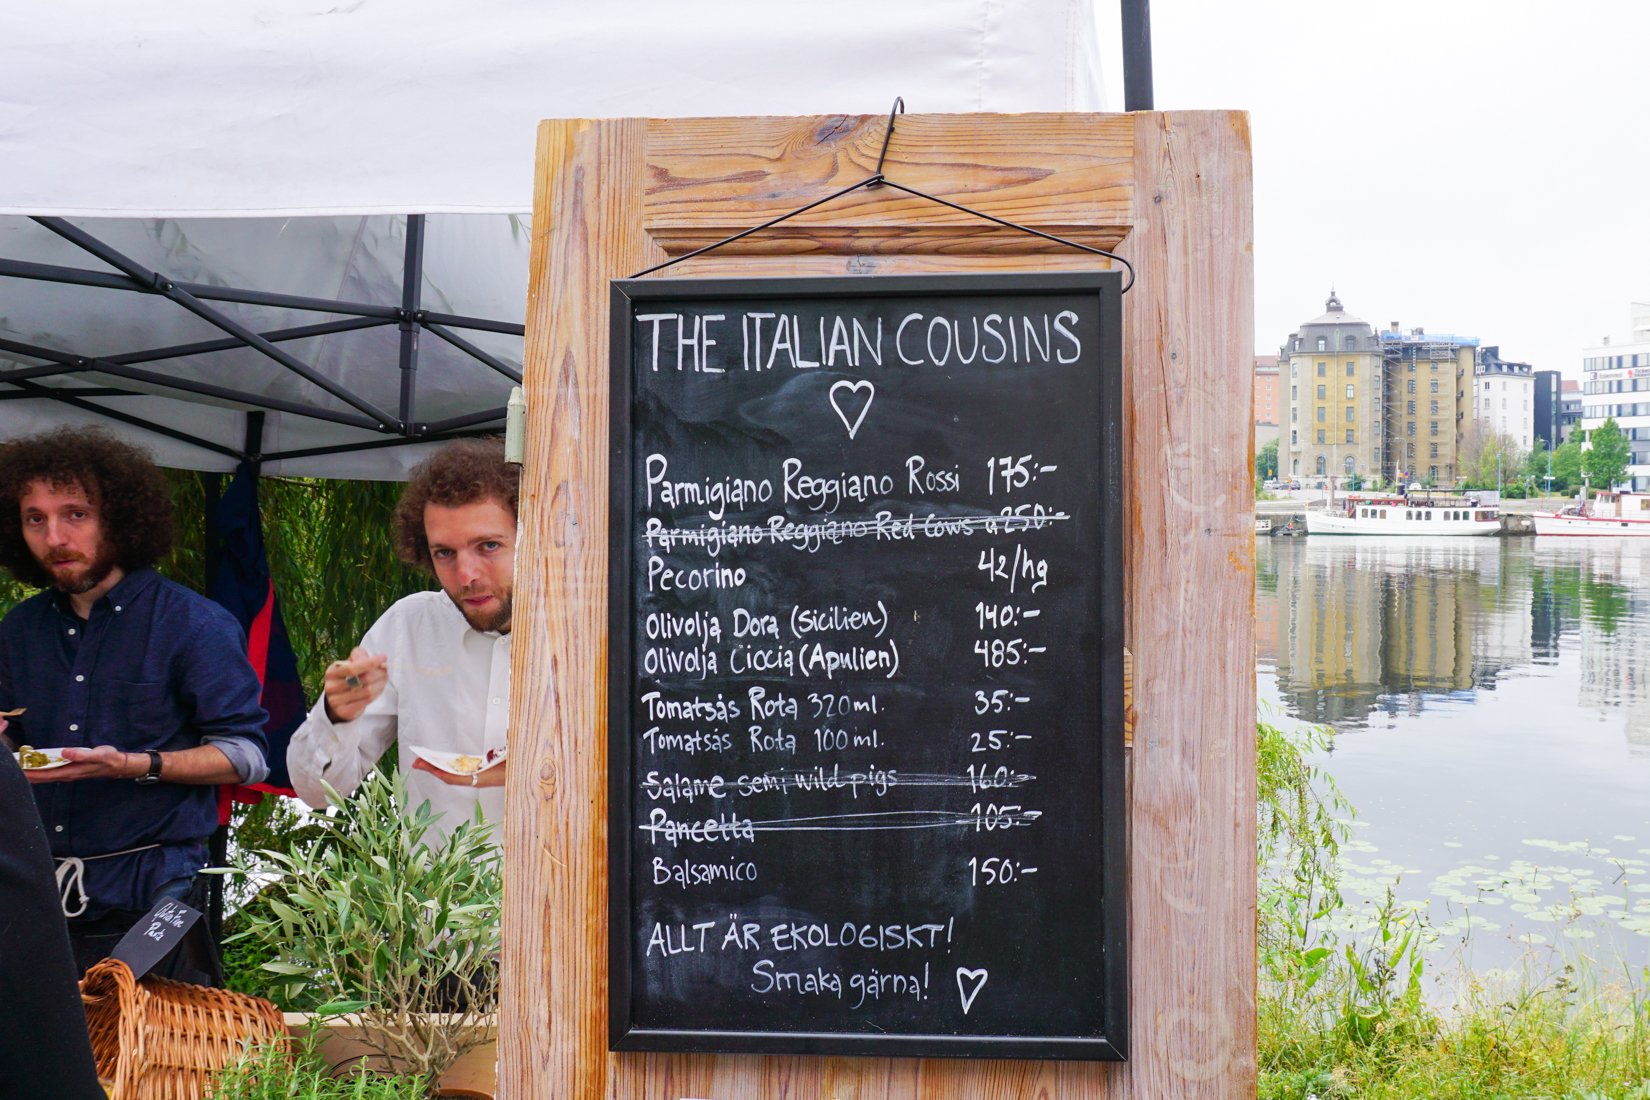 THE ITALIAN COUSINS
Parmigiano Reggiano Rossi 175:-
Parmigiano Reggiano Red Cows a 250:-
Pecorino 42/hg
Olivolja Dora (Sicilien) 140:-
Olivolja Ciccia (Apulien) 485:-
Tomatsås Rota 320 ml. 35:-
Tomatsås Rota 100 ml. 25:-
Salame semi wild pigs 160:-
Pancetta 105:-
Balsamico 150:-
ALLT ÄR EKOLOGISKT!
Smaka gärna!
Pasta